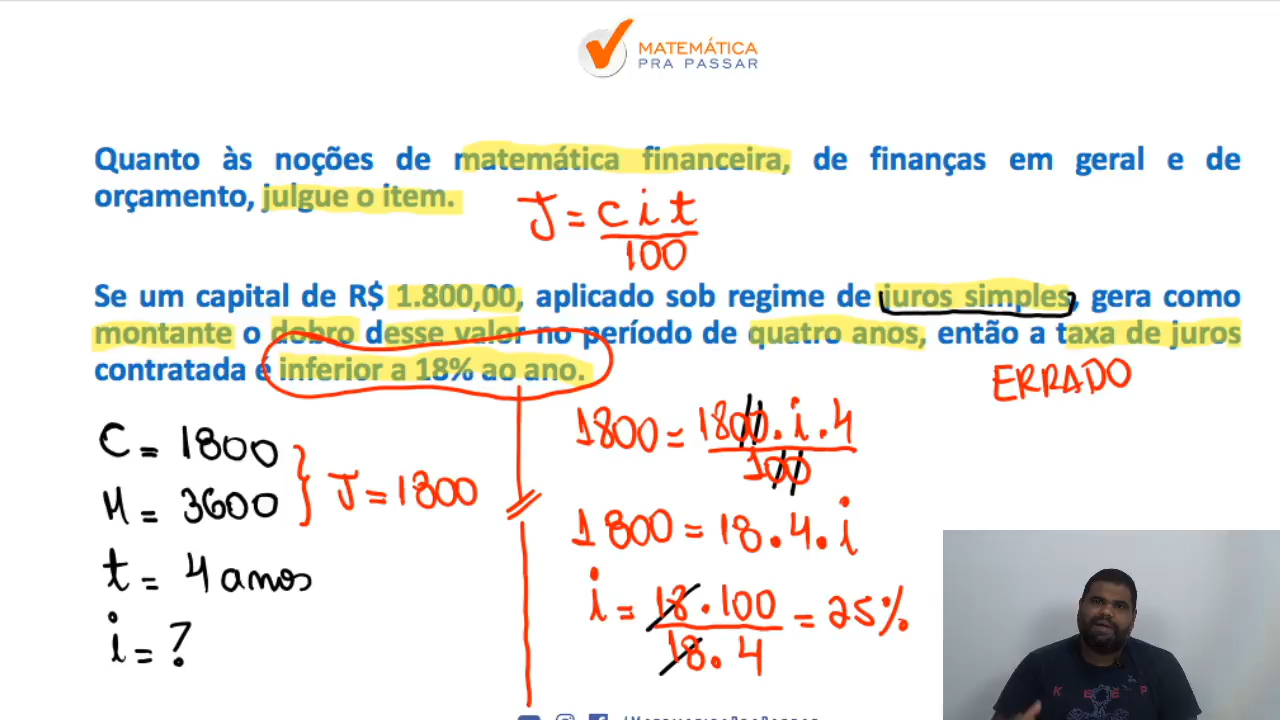 MATEMÁTICA
PRA PASSAR
Quanto às noções de matemática financeira, de finanças em geral e de
orçamento, julgue o item.
J = c i t
100
Se um capital de R$ 1.800,00, aplicado sob regime de juros simples, gera como
montante o dobro desse valor no período de quatro anos, então a taxa de juros
contratada é inferior a 18% ao ano.
ERRADO
C = 1800
M = 3600
J = 1800
t = 4 anos
i = ?
1800 = 1800 . i . 4
100
1800 = 18 . 4 . i
i = 18 . 100 = 25%
18 . 4
K E E P